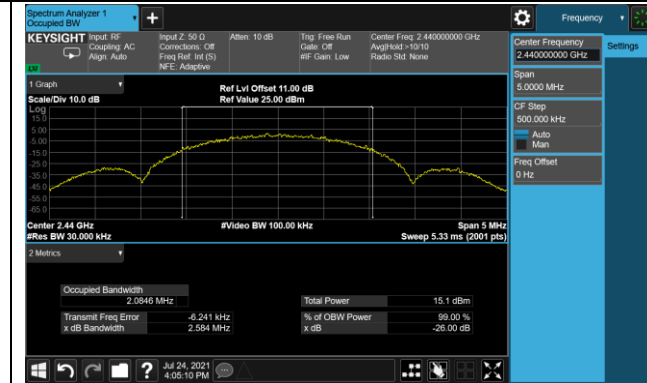 Spectrum Analyzer 1
Occupied BW
Frequency
KEYSIGHT
Input: RF
Coupling: AC
Align: Auto
Input Z: 50 Ω
Corrections: Off
Freq Ref: Int (S)
NFE: Adaptive
Atten: 10 dB
Trig: Free Run
Gate: Off
#IF Gain: Low
Center Freq: 2.440000000 GHz
Avg|Hold:>10/10
Radio Std: None
Center Frequency
2.440000000 GHz
Settings
Span
5.0000 MHz
CF Step
500.000 kHz
Auto
Man
Freq Offset
0 Hz
1 Graph
Scale/Div 10.0 dB
Ref Lvl Offset 11.00 dB
Ref Value 25.00 dBm
Log
15.0
5.00
-5.00
-15.0
-25.0
-35.0
-45.0
-55.0
-65.0
Center 2.44 GHz
#Res BW 30.000 kHz
#Video BW 100.00 kHz
Span 5 MHz
Sweep 5.33 ms (2001 pts)
2 Metrics
Occupied Bandwidth
2.0846 MHz
Transmit Freq Error -6.241 kHz
x dB Bandwidth 2.584 MHz
Total Power 15.1 dBm
% of OBW Power 99.00 %
x dB -26.00 dB
Jul 24, 2021
4:05:10 PM